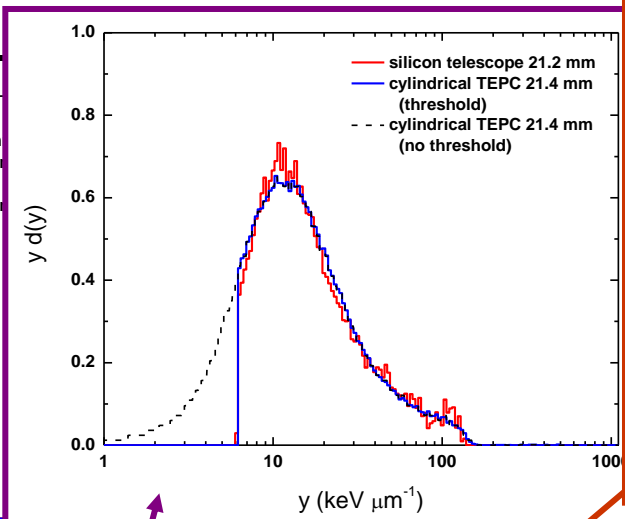 1.0
silicon telescope 21.2 mm
cylindrical TEPC 21.4 mm
(threshold)
cylindrical TEPC 21.4 mm
(no threshold)
0.8
0.6
y d(y)
0.4
0.2
0.0
1 10 100 1000
y (keV μm⁻¹)